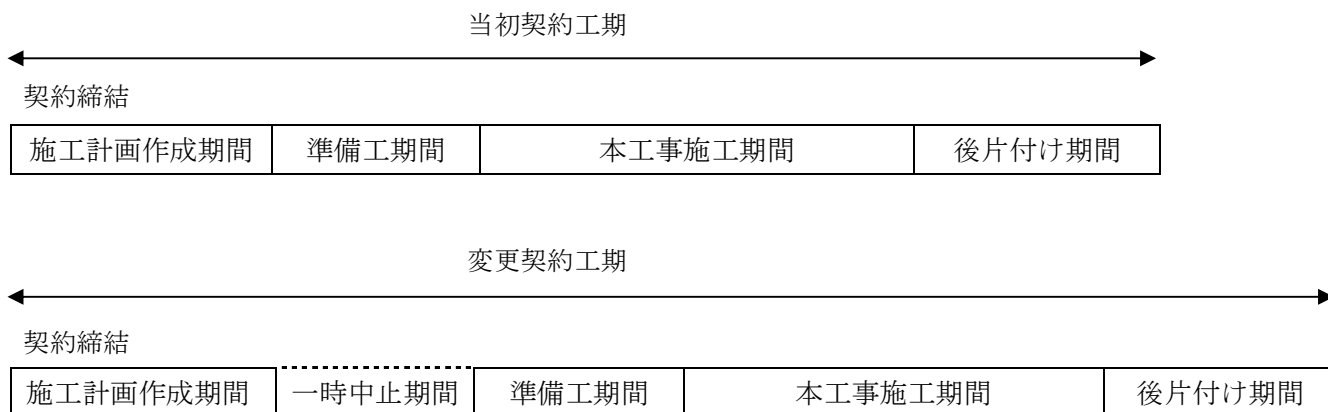 当初契約工期
契約締結
施工計画作成期間 準備工期間 本工事施工期間 後片付け期間
変更契約工期
契約締結
施工計画作成期間 一時中止期間 準備工期間 本工事施工期間 後片付け期間